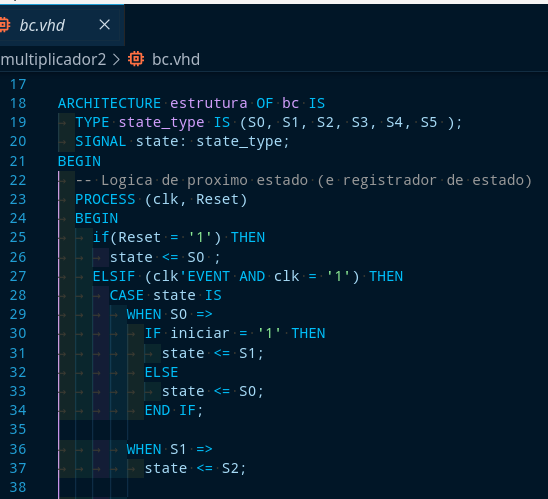 bc.vhd
multiplicador2 > bc.vhd
17
18 ARCHITECTURE estrutura OF bc IS
19 TYPE state_type IS (S0, S1, S2, S3, S4, S5 );
20 SIGNAL state: state_type;
21 BEGIN
22 -- Logica de proximo estado (e registrador de estado)
23 PROCESS (clk, Reset)
24 BEGIN
25 if(Reset = '1') THEN
26 state <= S0 ;
27 ELSIF (clk'EVENT AND clk = '1') THEN
28 CASE state IS
29 WHEN S0 =>
30 IF iniciar = '1' THEN
31 state <= S1;
32 ELSE
33 state <= S0;
34 END IF;
35
36 WHEN S1 =>
37 state <= S2;
38